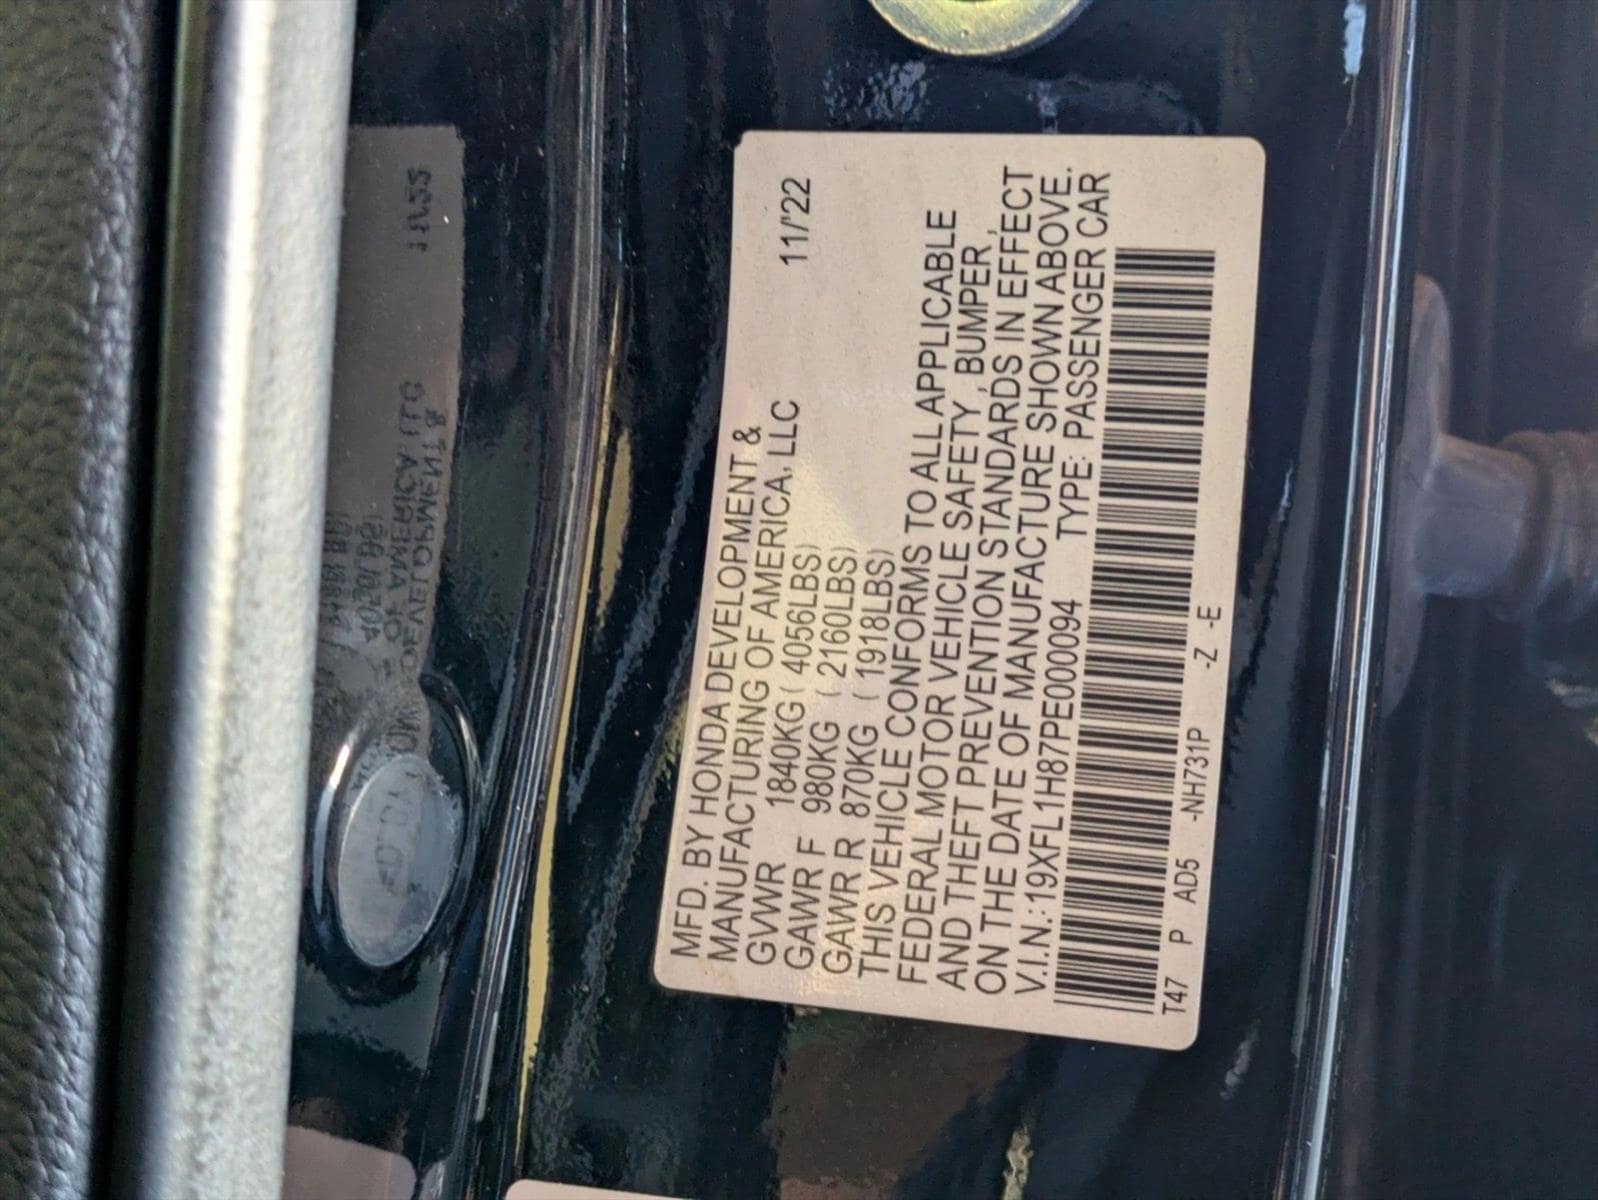 MFD. BY HONDA DEVELOPMENT &
MANUFACTURING OF AMERICA, LLC 11/'22
GVWR 1840KG ( 4056LBS)
GAWR F 980KG ( 2160LBS)
GAWR R 870KG ( 1918LBS)
THIS VEHICLE CONFORMS TO ALL APPLICABLE
FEDERAL MOTOR VEHICLE SAFETY, BUMPER,
AND THEFT PREVENTION STANDARDS IN EFFECT
ON THE DATE OF MANUFACTURE SHOWN ABOVE.
V.I.N.: 19XFL1H87PE000094 TYPE: PASSENGER CAR
T47 P AD5 -NH731P -Z -E